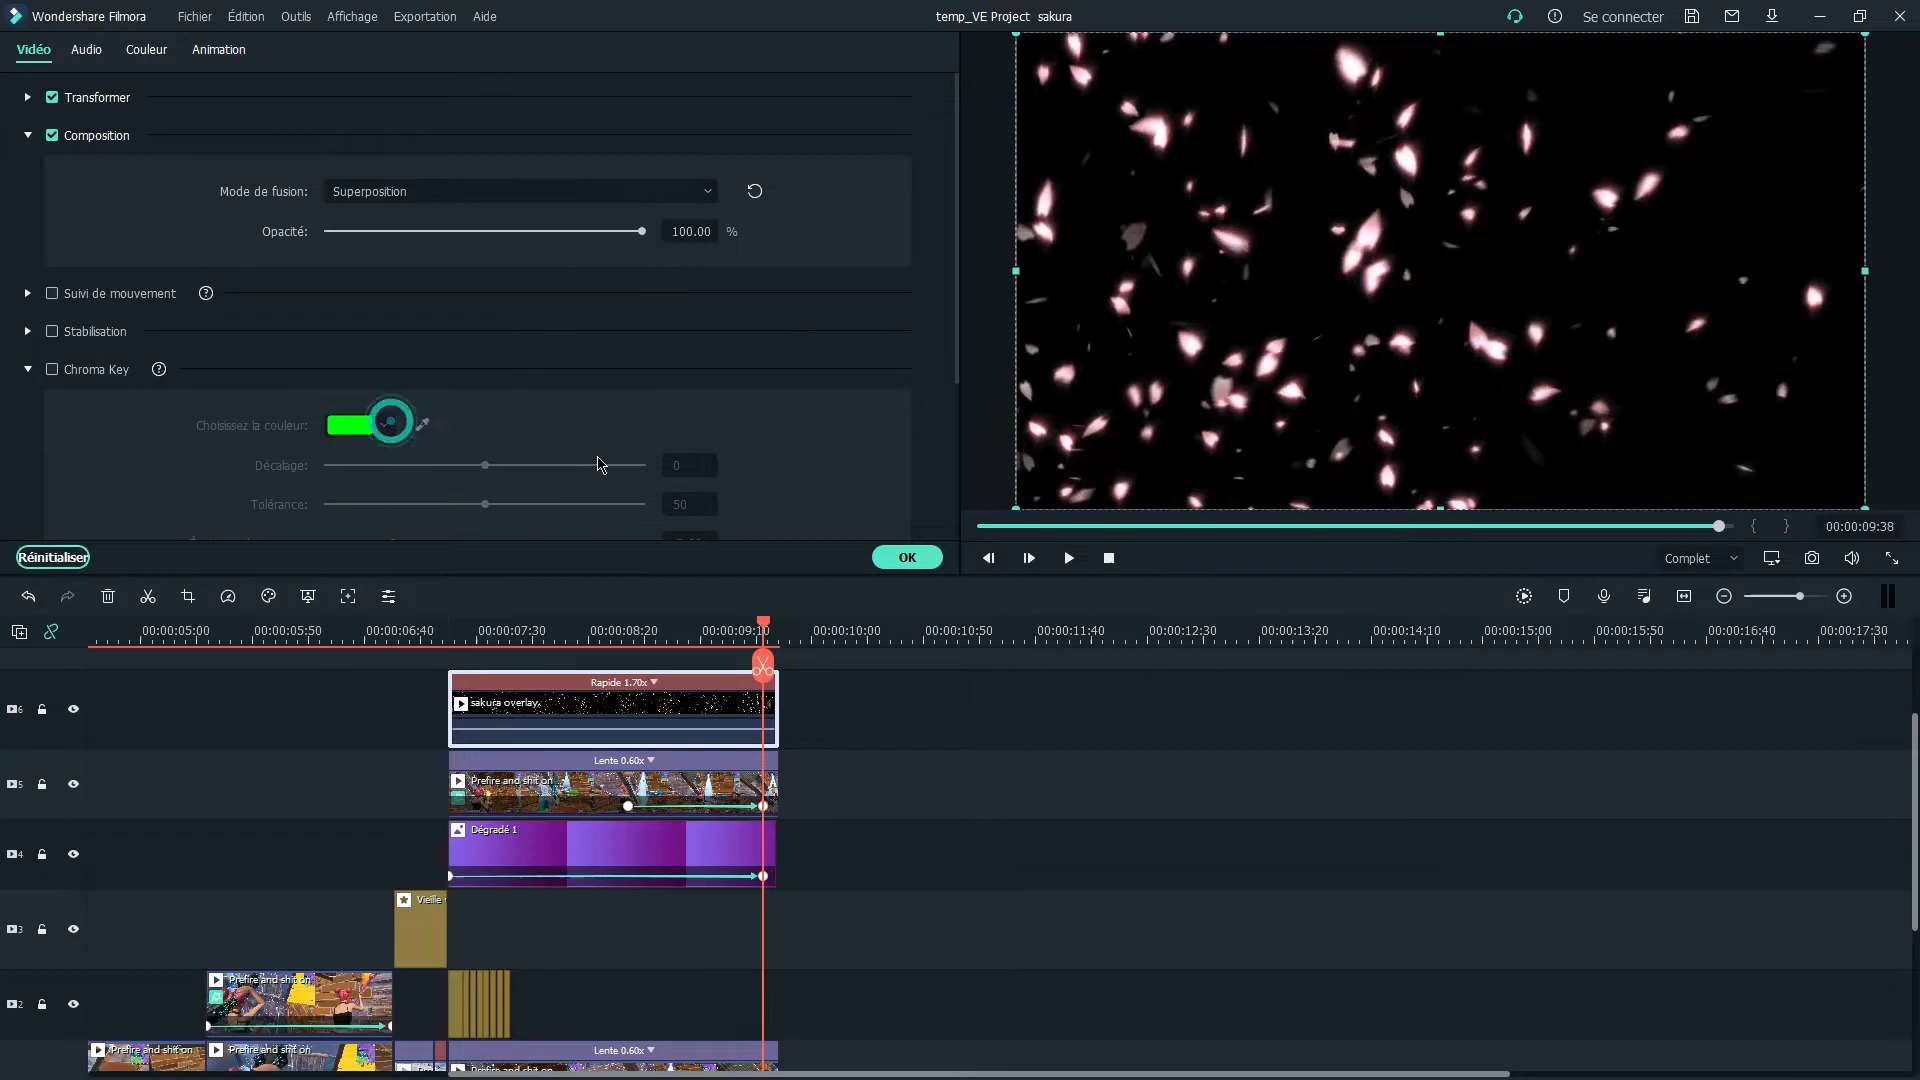 Wondershare Filmora
Fichier Édition Outils Affichage Exportation Aide
temp_VE Project sakura
Se connecter
Vidéo Audio Couleur Animation
Transformer
Composition
Mode de fusion: Superposition
Opacité: 100.00 %
Suivi de mouvement
Stabilisation
Chroma Key
Choisissez la couleur:
Décalage: 0
Tolérance: 50
Réinitialiser OK
{ } 00:00:09:38
Complet
00:00:05:00 00:00:05:50 00:00:06:40 00:00:07:30 00:00:08:20 00:00:09:10 00:00:10:00 00:00:10:50 00:00:11:40 00:00:12:30 00:00:13:20 00:00:14:10 00:00:15:00 00:00:15:50 00:00:16:40 00:00:17:30
Rapide 1.70x
6
sakura overlay.
Lente 0.60x
5
Prefire and shit on
4
Dégradé 1
3
Vieille
2
Prefire and shit on
Prefire and shit on
Prefire and shit on
Lente 0.60x